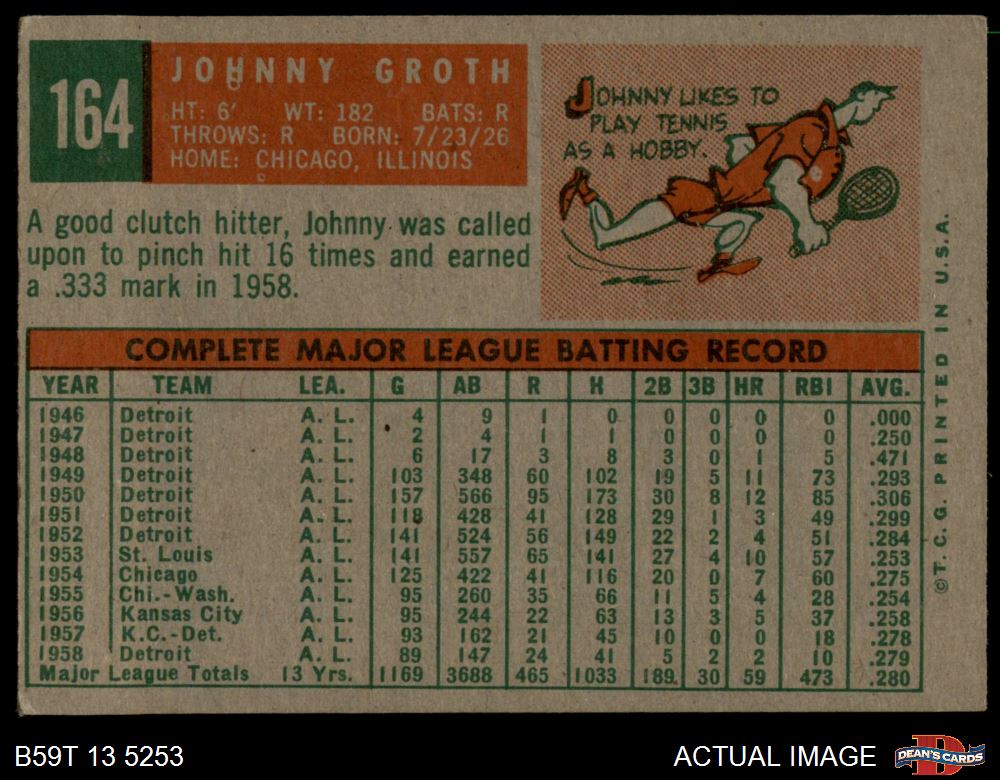 164
JOHNNY GROTH
HT: 6' WT: 182 BATS: R
THROWS: R BORN: 7/23/26
HOME: CHICAGO, ILLINOIS
JOHNNY LIKES TO
PLAY TENNIS
AS A HOBBY.
A good clutch hitter, Johnny was called
upon to pinch hit 16 times and earned
a .333 mark in 1958.
COMPLETE MAJOR LEAGUE BATTING RECORD
YEAR TEAM LEA. G AB R H 2B 3B HR RBI AVG.
1946 Detroit A. L. 4 9 1 0 0 0 0 0 .000
1947 Detroit A. L. 2 4 1 1 0 0 0 0 .250
1948 Detroit A. L. 6 17 3 8 3 0 1 5 .471
1949 Detroit A. L. 103 348 60 102 19 5 11 73 .293
1950 Detroit A. L. 157 566 95 173 30 8 12 85 .306
1951 Detroit A. L. 118 428 41 128 29 1 3 49 .299
1952 Detroit A. L. 141 524 56 149 22 2 4 51 .284
1953 St. Louis A. L. 141 557 65 141 27 4 10 57 .253
1954 Chicago A. L. 125 422 41 116 20 0 7 60 .275
1955 Chi.-Wash. A. L. 95 260 35 66 11 5 4 28 .254
1956 Kansas City A. L. 95 244 22 63 13 3 5 37 .258
1957 K.C.-Det. A. L. 93 162 21 45 10 0 0 18 .278
1958 Detroit A. L. 89 147 24 41 5 2 2 10 .279
Major League Totals 13 Yrs. 1169 3688 465 1033 189 30 59 473 .280
©T. C. G. PRINTED IN U.S.A.
B59T 13 5253
ACTUAL IMAGE
D
DEAN'S CARDS